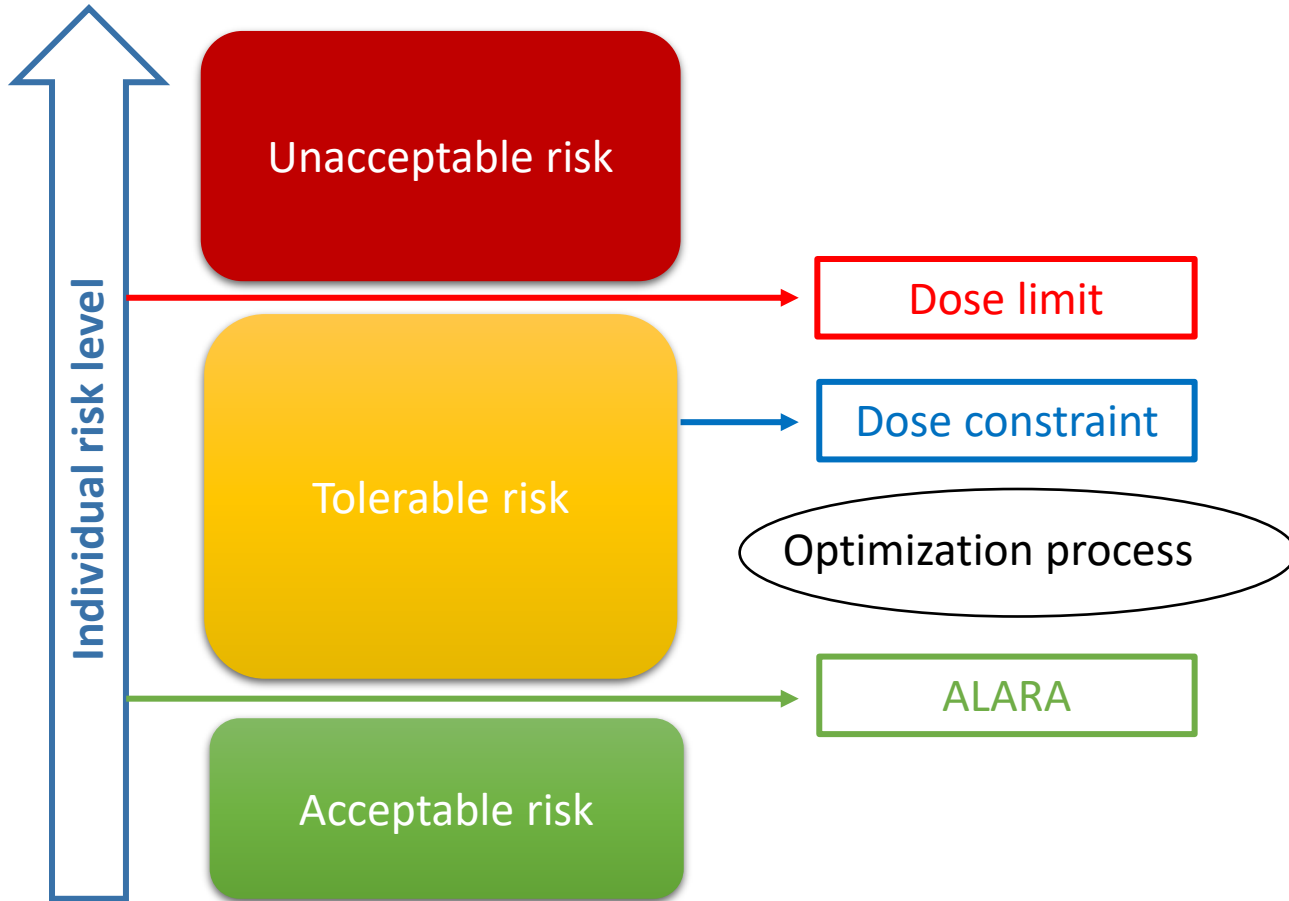 Individual risk level
Unacceptable risk
Dose limit
Dose constraint
Tolerable risk
Optimization process
ALARA
Acceptable risk